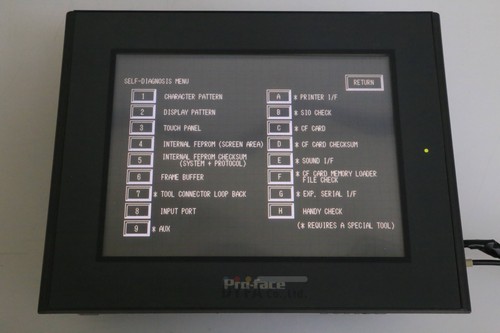 SELF-DIAGNOSIS MENU
RETURN
1 CHARACTER PATTERN
2 DISPLAY PATTERN
3 TOUCH PANEL
4 INTERNAL FEPROM (SCREEN AREA)
5 INTERNAL FEPROM CHECKSUM
(SYSTEM + PROTOCOL)
6 FRAME BUFFER
7 * TOOL CONNECTOR LOOP BACK
8 INPUT PORT
9 * AUX
A * PRINTER I/F
B * SIO CHECK
C * CF CARD
D * CF CARD CHECKSUM
E * SOUND I/F
F * CF CARD MEMORY LOADER
FILE CHECK
G * EXP. SERIAL I/F
H HANDY CHECK
(* REQUIRES A SPECIAL TOOL)
Pro-face